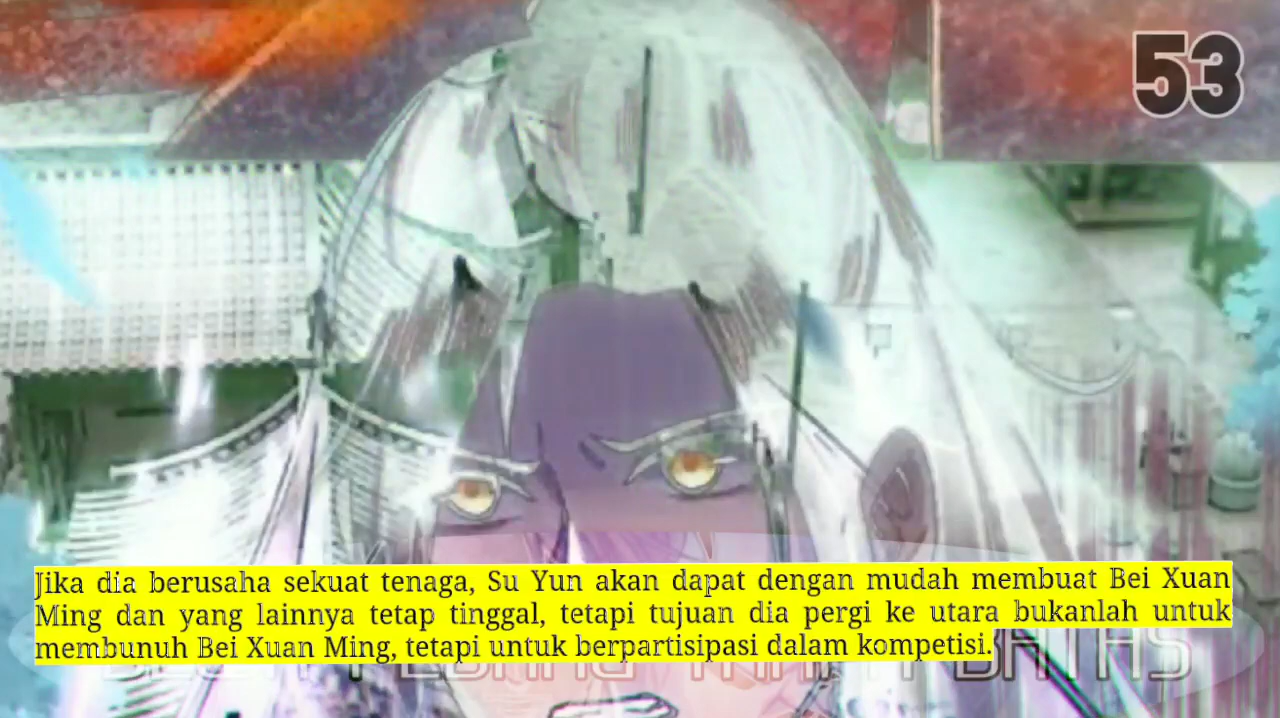 53
Jika dia berusaha sekuat tenaga, Su Yun akan dapat dengan mudah membuat Bei Xuan
Ming dan yang lainnya tetap tinggal, tetapi tujuan dia pergi ke utara bukanlah untuk
membunuh Bei Xuan Ming, tetapi untuk berpartisipasi dalam kompetisi.